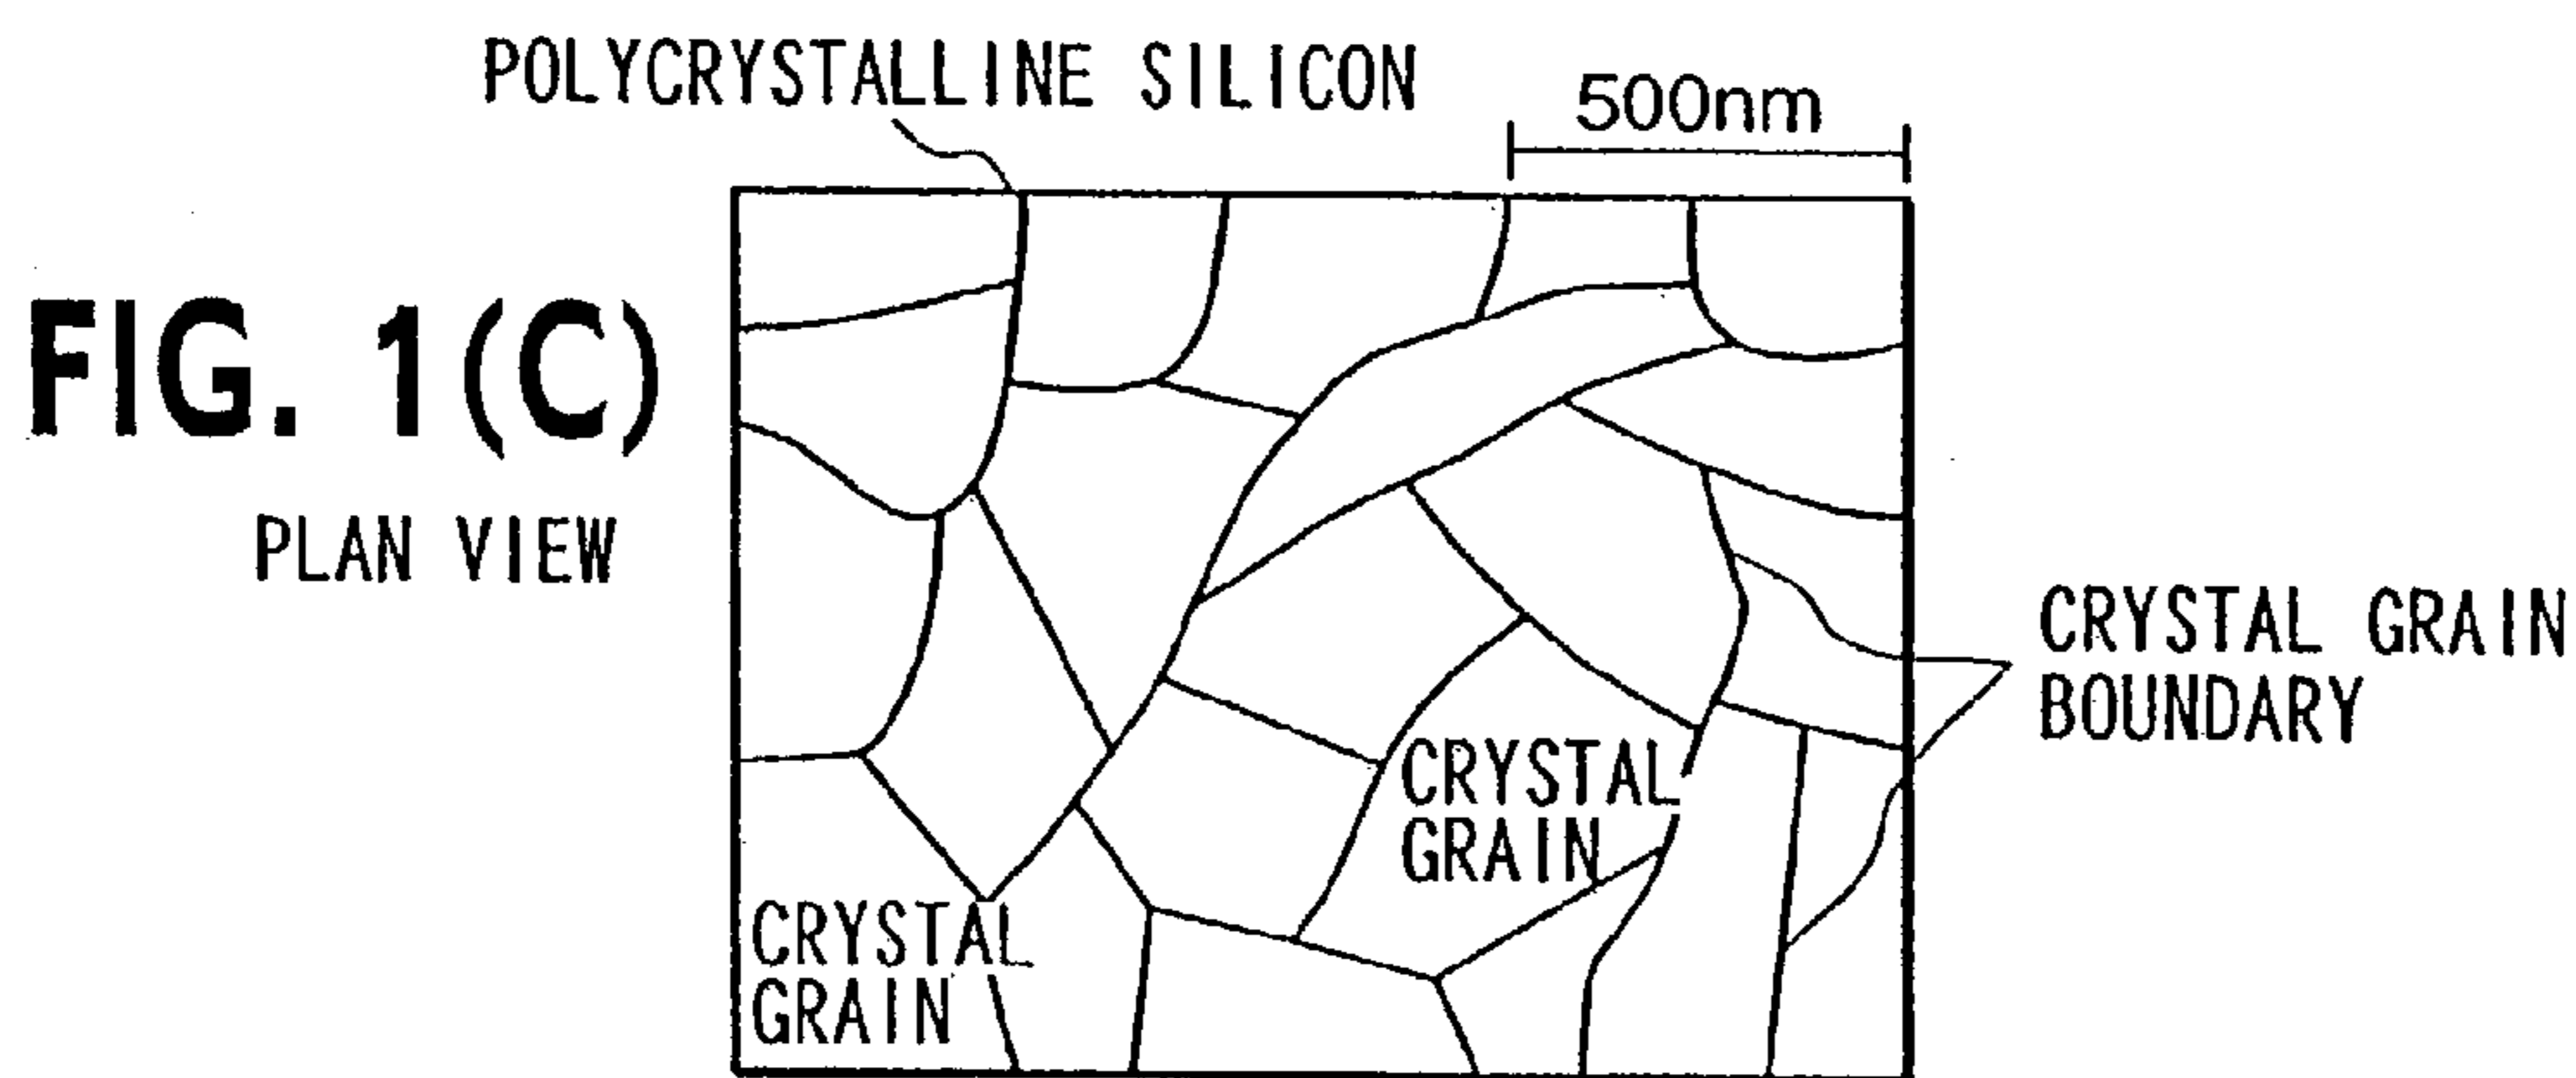 POLYCRYSTALLINE SILICON
500nm
FIG. 1(C)
PLAN VIEW
CRYSTAL GRAIN
BOUNDARY
CRYSTAL
GRAIN
CRYSTAL
GRAIN